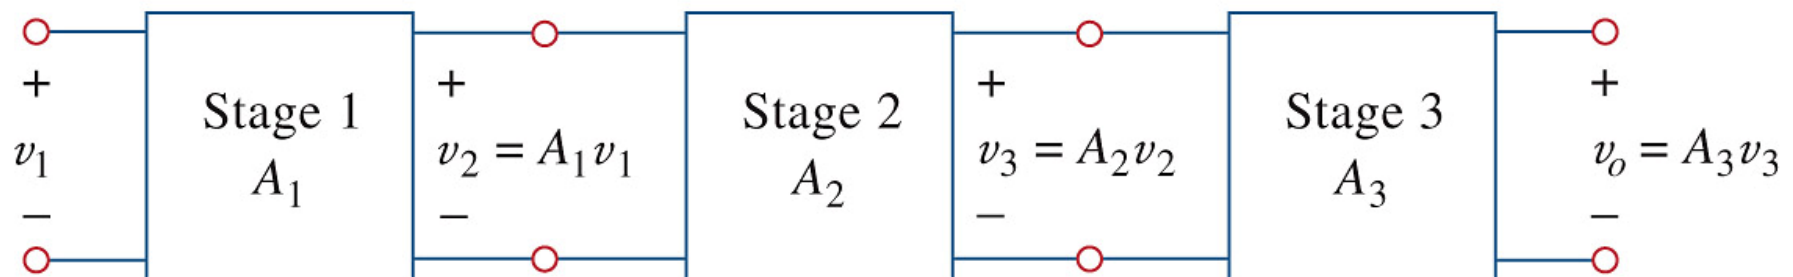 +
v₁
−
Stage 1
A₁
+
v₂ = A₁v₁
−
Stage 2
A₂
+
v₃ = A₂v₂
−
Stage 3
A₃
+
vₒ = A₃v₃
−